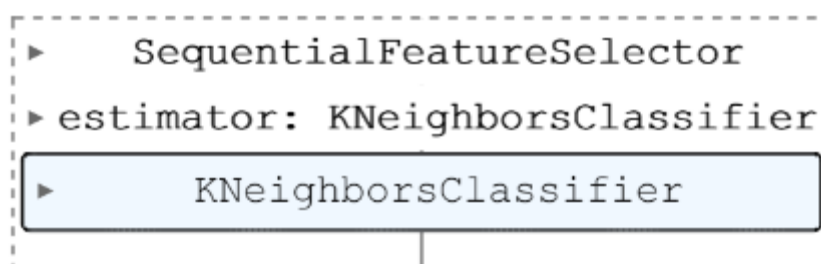 SequentialFeatureSelector
estimator: KNeighborsClassifier
KNeighborsClassifier